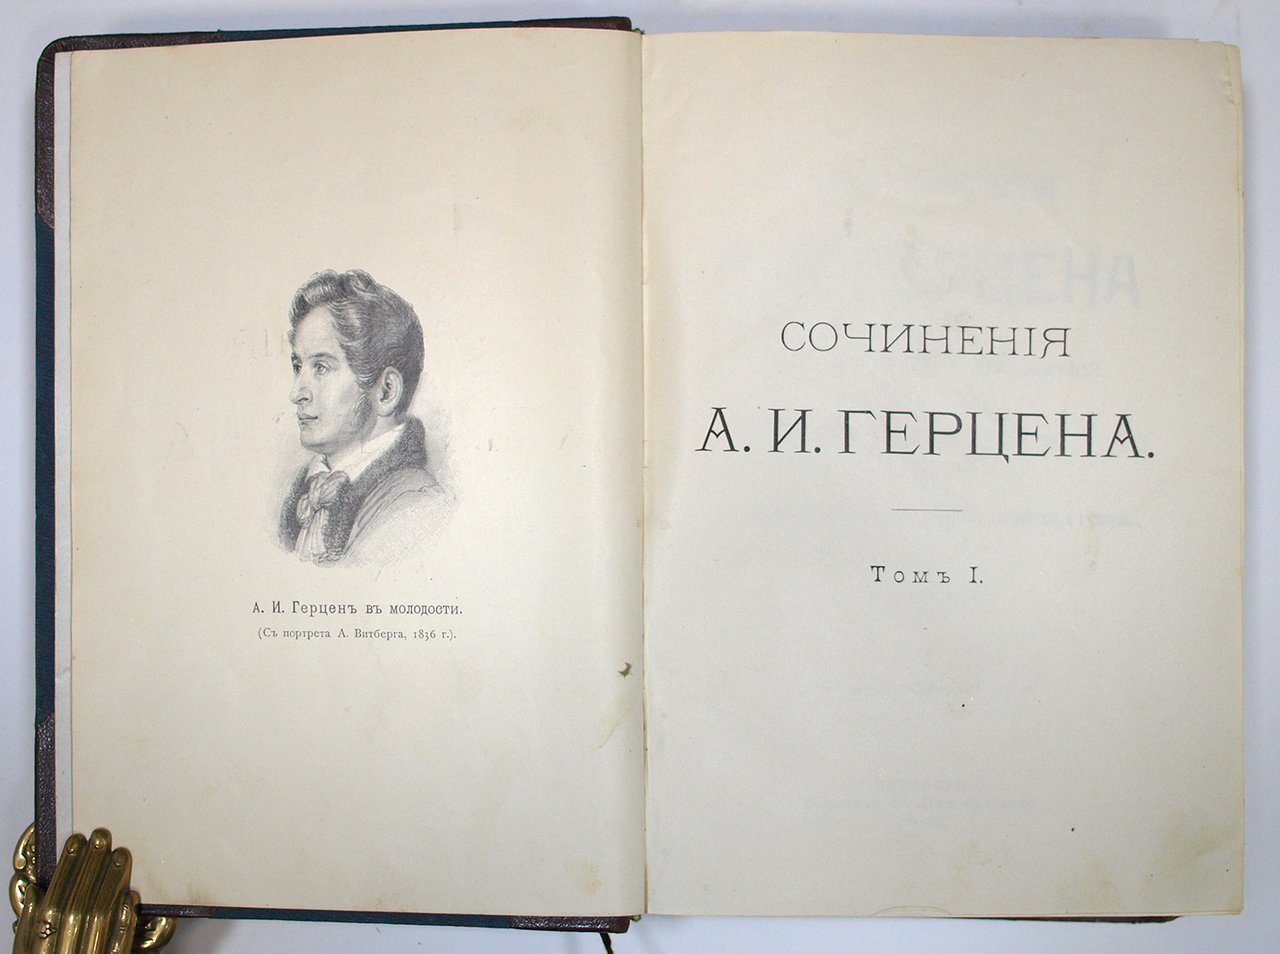 А. И. Герценъ въ молодости.
(Съ портрета А. Витберга, 1836 г.).
СОЧИНЕНІЯ
А. И. ГЕРЦЕНА.
Томъ I.